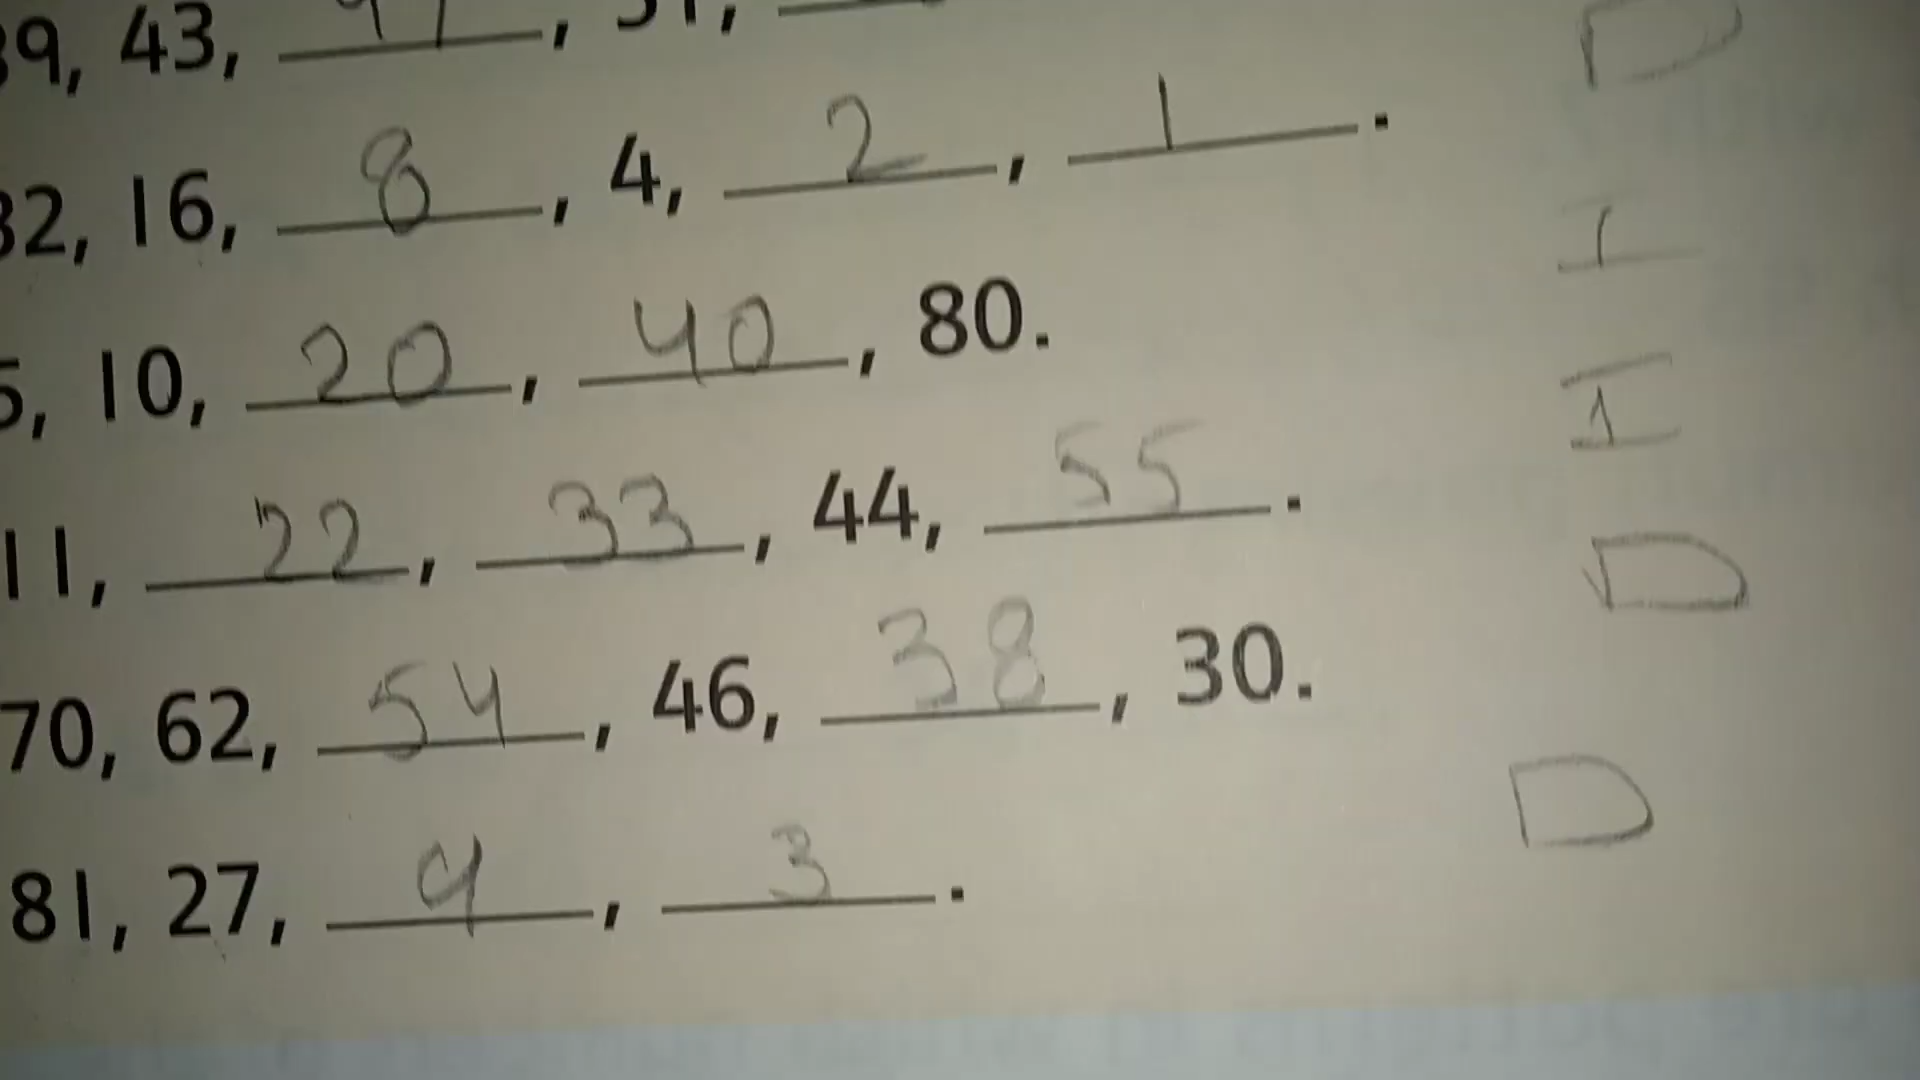 39, 43, 47, 51,
32, 16, 8, 4, 2, 1. D
5, 10, 20, 40, 80. I
11, 22, 33, 44, 55. I
70, 62, 54, 46, 38, 30. D
81, 27, 9, 3. D